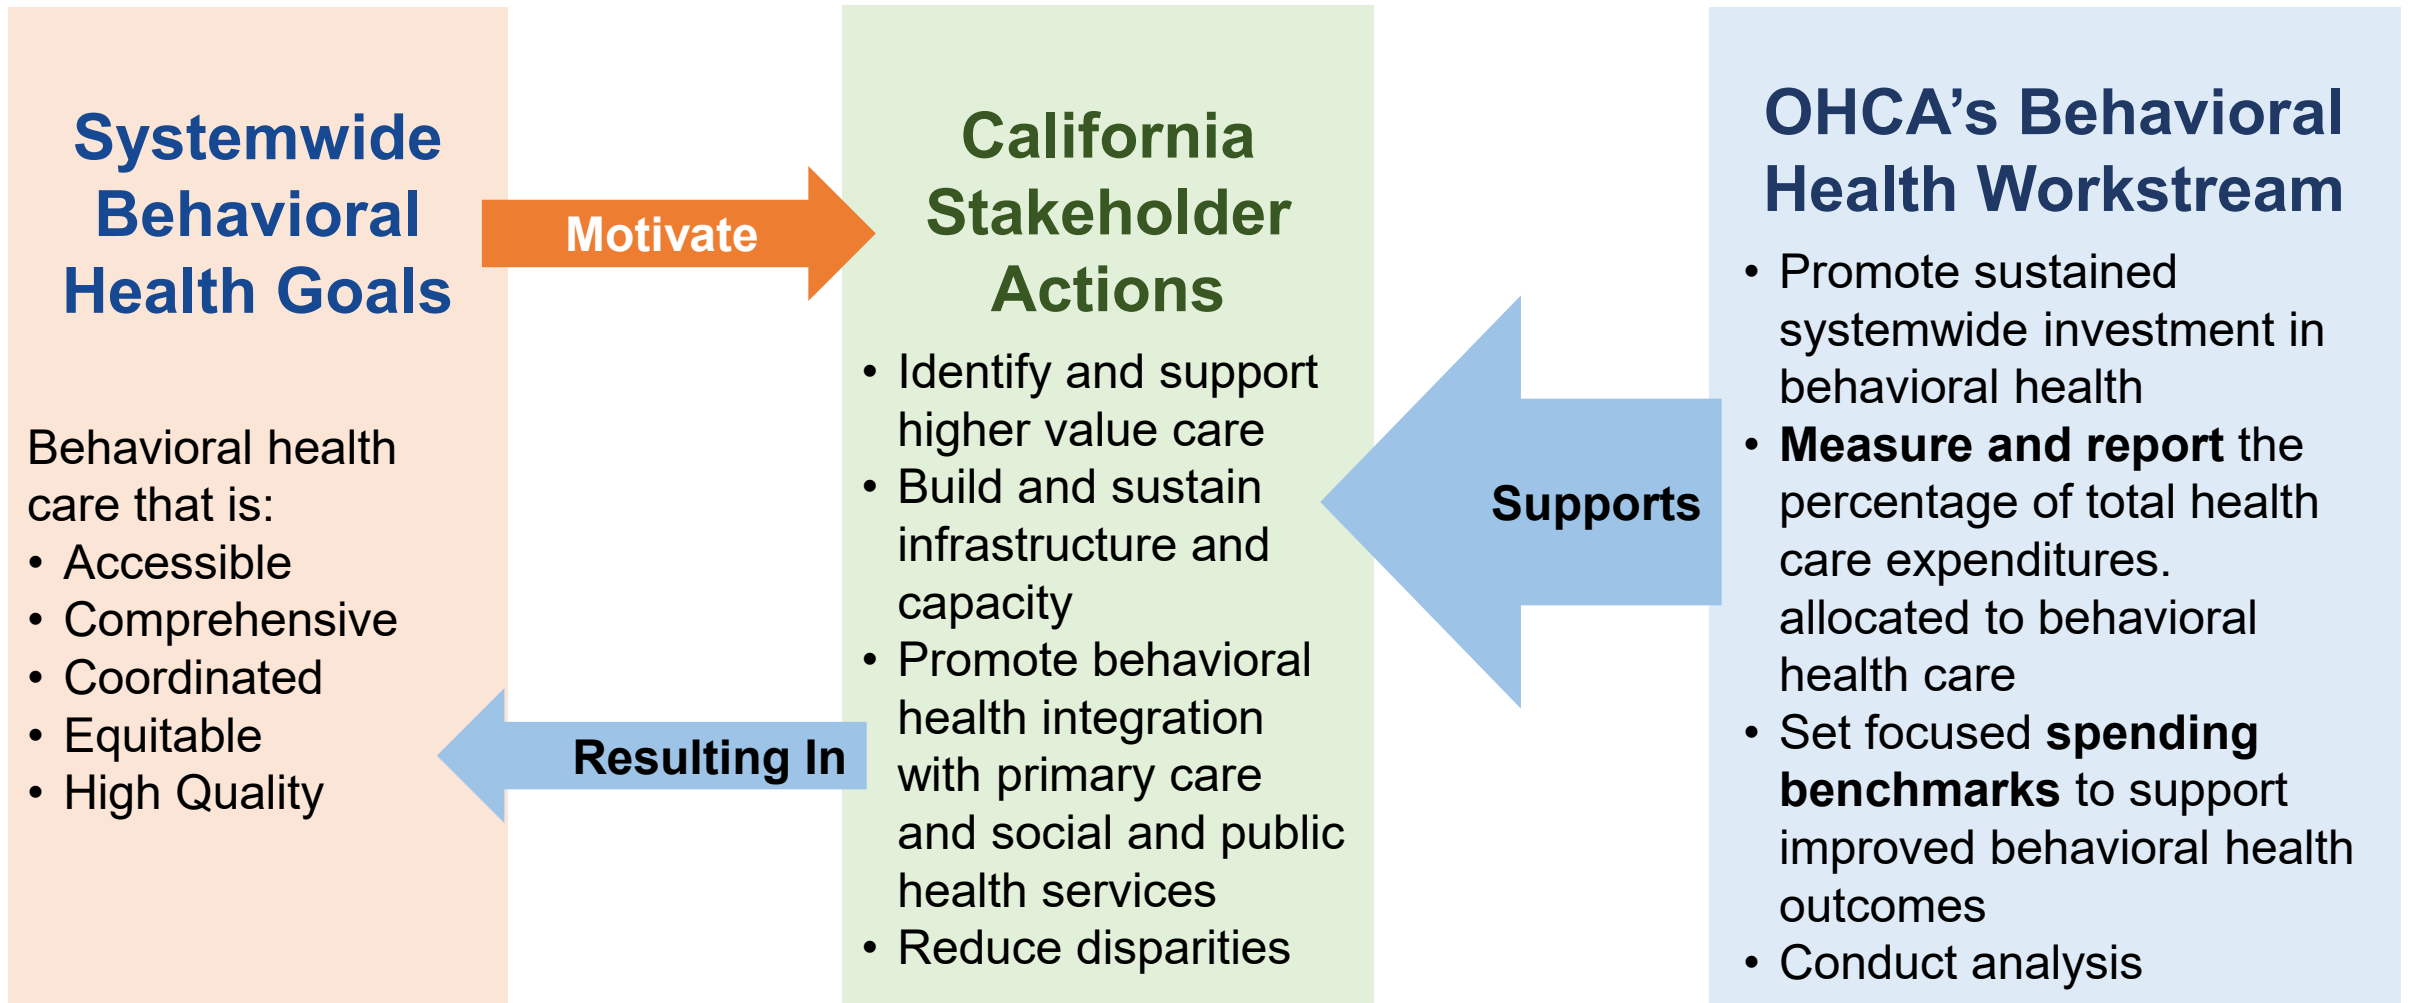 Systemwide
Behavioral
Health Goals
Behavioral health
care that is:
• Accessible
• Comprehensive
• Coordinated
• Equitable
• High Quality
Motivate
Resulting In
California
Stakeholder
Actions
• Identify and support
higher value care
• Build and sustain
infrastructure and
capacity
• Promote behavioral
health integration
with primary care
and social and public
health services
• Reduce disparities
Supports
OHCA’s Behavioral
Health Workstream
• Promote sustained
systemwide investment in
behavioral health
• Measure and report the
percentage of total health
care expenditures.
allocated to behavioral
health care
• Set focused spending
benchmarks to support
improved behavioral health
outcomes
• Conduct analysis